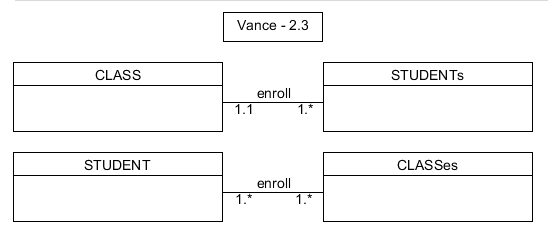 Vance - 2.3
CLASS
STUDENTs
enroll
1.1
1.*
STUDENT
CLASSes
enroll
1.*
1.*